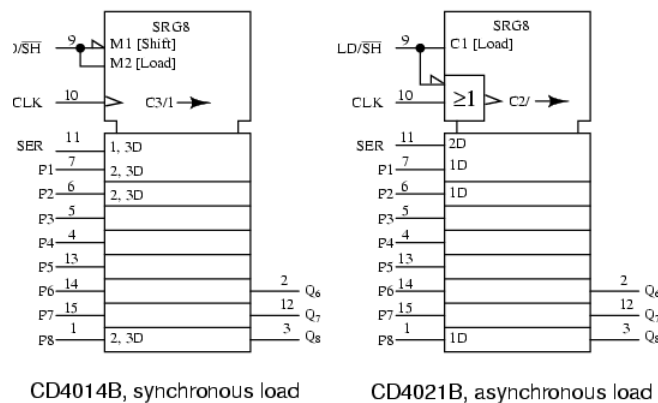 SRG8
D/SH
9
M1 [Shift]
M2 [Load]
CLK
10
C3/1
SER
11
1, 3D
P1
7
2, 3D
P2
6
2, 3D
P3
5
P4
4
P5
13
P6
14
2
Q6
P7
15
12
Q7
P8
1
2, 3D
3
Q8
CD4014B, synchronous load
SRG8
LD/SH
9
C1 [Load]
CLK
10
≥1
C2/
SER
11
2D
P1
7
1D
P2
6
1D
P3
5
P4
4
P5
13
P6
14
2
Q6
P7
15
12
Q7
P8
1
1D
3
Q8
CD4021B, asynchronous load